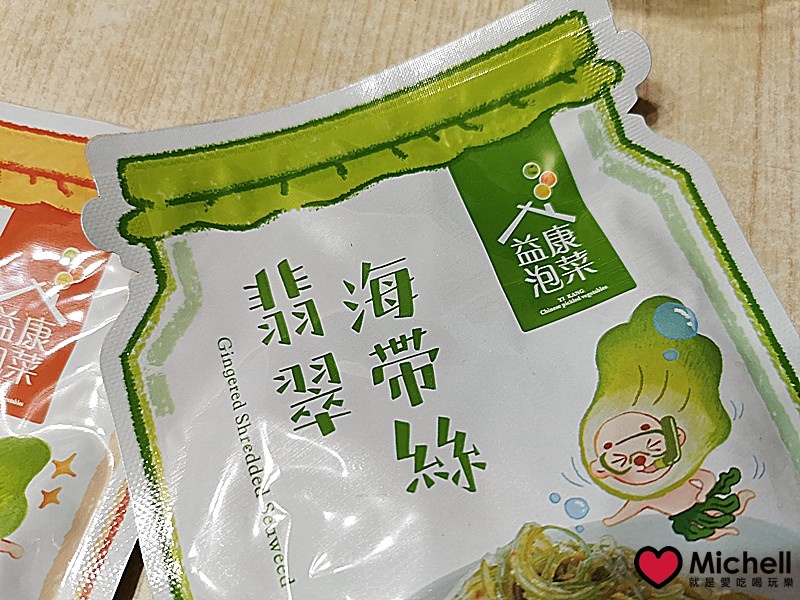 益康
泡菜
YI KANG
Chinese pickled vegetables
翡翠
海帶絲
Gingered Shredded Seaweed
益康
泡菜
Michell
就是愛吃喝玩樂